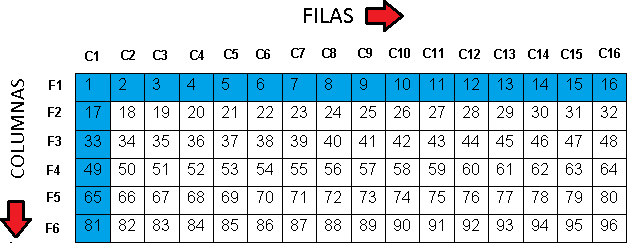 FILAS
C1 C2 C3 C4 C5 C6 C7 C8 C9 C10 C11 C12 C13 C14 C15 C16
COLUMNAS
F1 1 2 3 4 5 6 7 8 9 10 11 12 13 14 15 16
F2 17 18 19 20 21 22 23 24 25 26 27 28 29 30 31 32
F3 33 34 35 36 37 38 39 40 41 42 43 44 45 46 47 48
F4 49 50 51 52 53 54 55 56 57 58 59 60 61 62 63 64
F5 65 66 67 68 69 70 71 72 73 74 75 76 77 78 79 80
F6 81 82 83 84 85 86 87 88 89 90 91 92 93 94 95 96